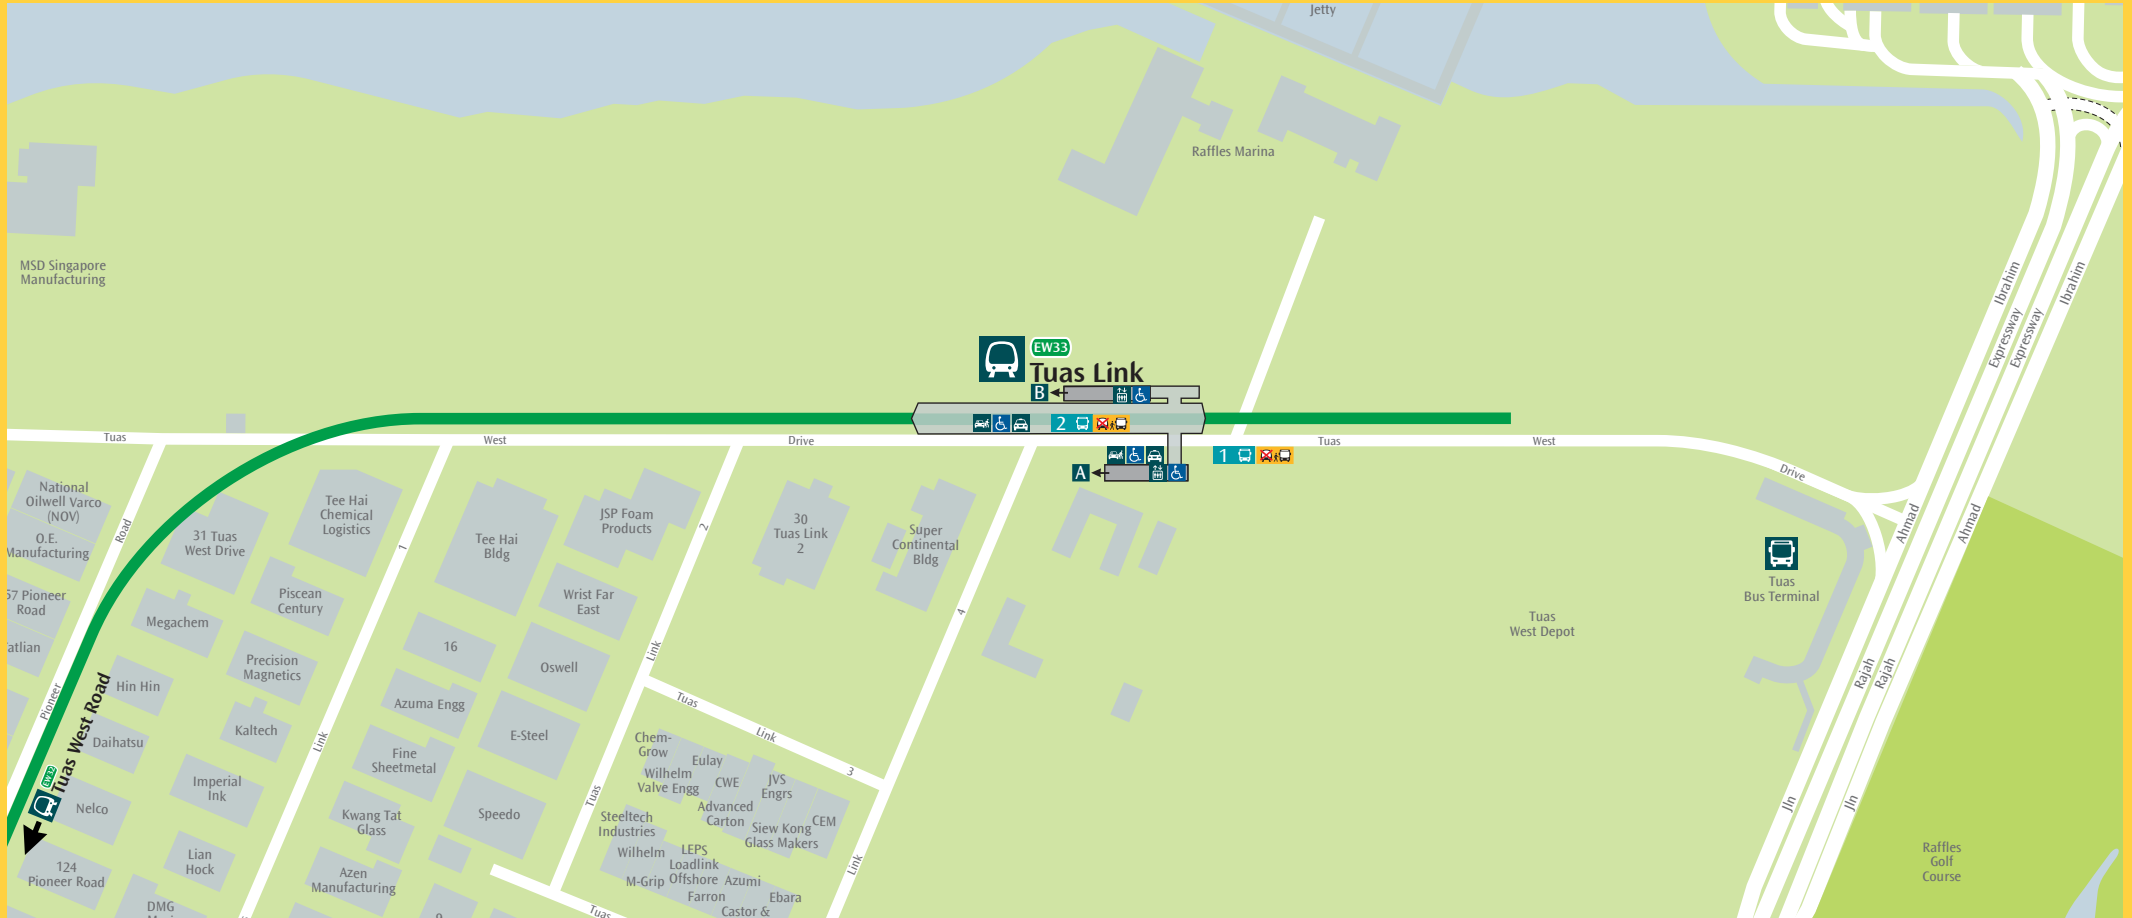 Jetty
Raffles Marina
MSD Singapore
Manufacturing
Ibrahim
Ibrahim
Expressway
Expressway
EW33
Tuas Link
B
2
Tuas
West
Drive
Tuas
West
Drive
1
A
National
Oilwell Varco
(NOV)
O.E.
Manufacturing
57 Pioneer
Road
Road
31 Tuas
West Drive
Tee Hai
Chemical
Logistics
1
Tee Hai
Bldg
JSP Foam
Products
2
30
Tuas Link
2
Super
Continental
Bldg
Ahmad
Ahmad
Tuas
Bus Terminal
Tuas
West Depot
Piscean
Century
Megachem
Wrist Far
East
4
16
Link
Precision
Magnetics
Oswell
Hin Hin
Pioneer
Azuma Engg
Tuas
Link
3
Rajah
Rajah
Kaltech
Link
E-Steel
Daihatsu
Fine
Sheetmetal
Tuas West Road
EW32
Chem-
Grow
Eulay
Wilhelm
Valve Engg
CWE
JVS
Engrs
Imperial
Ink
Tuas
Nelco
Kwang Tat
Glass
Speedo
Advanced
Carton
Steeltech
Industries
Siew Kong
Glass Makers
CEM
Jln
Jln
Lian
Hock
124
Pioneer Road
Azen
Manufacturing
Wilhelm
LEPS
Loadlink
Offshore
M-Grip
Azumi
Farron
Ebara
Castor &
Link
Raffles
Golf
Course
DMG
Tuas